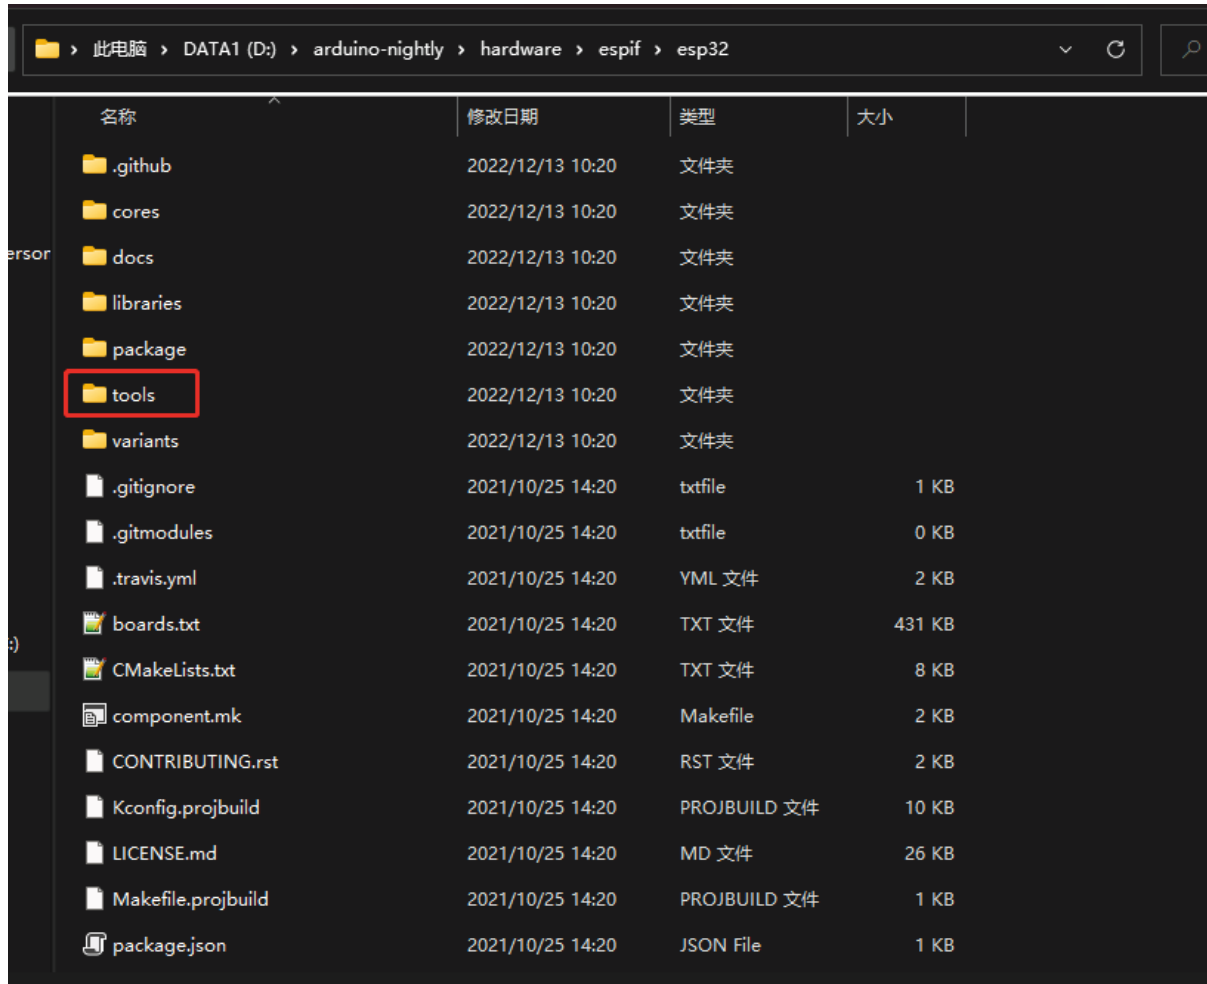 此电脑 › DATA1 (D:) › arduino-nightly › hardware › espif › esp32
名称 修改日期 类型 大小
.github 2022/12/13 10:20 文件夹
cores 2022/12/13 10:20 文件夹
erson docs 2022/12/13 10:20 文件夹
libraries 2022/12/13 10:20 文件夹
package 2022/12/13 10:20 文件夹
tools 2022/12/13 10:20 文件夹
variants 2022/12/13 10:20 文件夹
.gitignore 2021/10/25 14:20 txtfile 1 KB
.gitmodules 2021/10/25 14:20 txtfile 0 KB
.travis.yml 2021/10/25 14:20 YML 文件 2 KB
:) boards.txt 2021/10/25 14:20 TXT 文件 431 KB
CMakeLists.txt 2021/10/25 14:20 TXT 文件 8 KB
component.mk 2021/10/25 14:20 Makefile 2 KB
CONTRIBUTING.rst 2021/10/25 14:20 RST 文件 2 KB
Kconfig.projbuild 2021/10/25 14:20 PROJBUILD 文件 10 KB
LICENSE.md 2021/10/25 14:20 MD 文件 26 KB
Makefile.projbuild 2021/10/25 14:20 PROJBUILD 文件 1 KB
package.json 2021/10/25 14:20 JSON File 1 KB